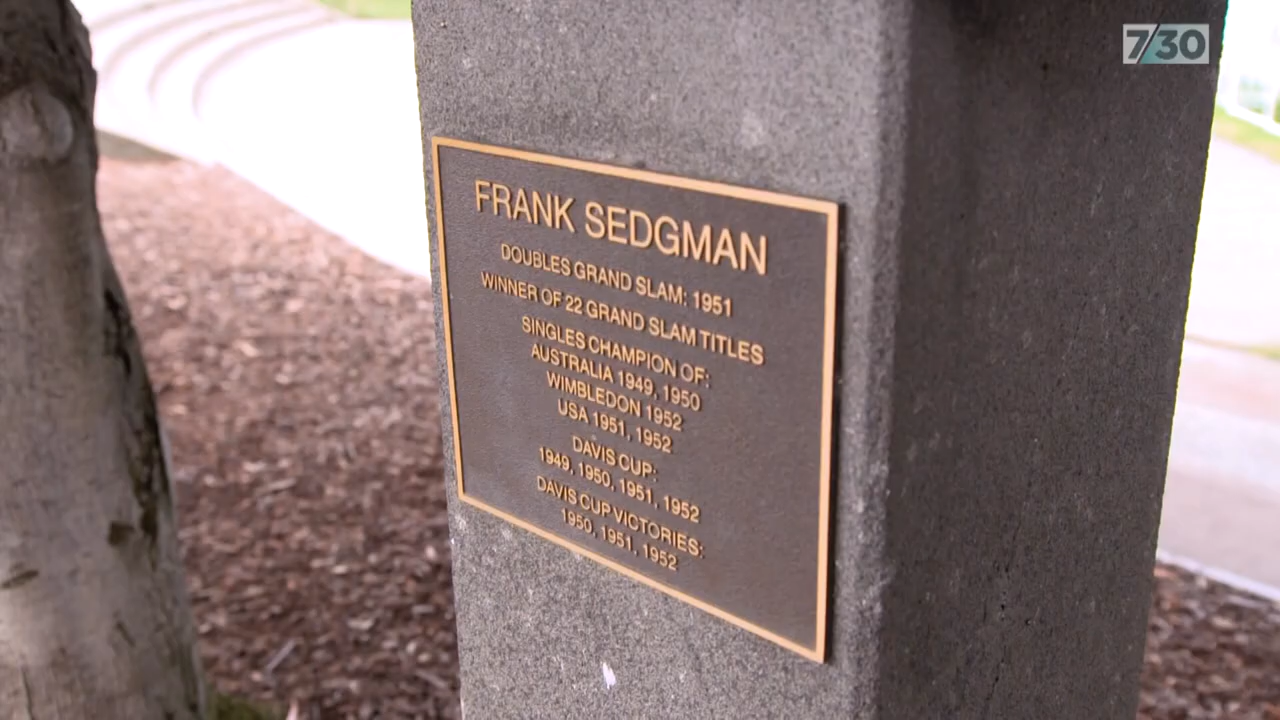 7/30
FRANK SEDGMAN
DOUBLES GRAND SLAM: 1951
WINNER OF 22 GRAND SLAM TITLES
SINGLES CHAMPION OF:
AUSTRALIA 1949, 1950
WIMBLEDON 1952
USA 1951, 1952
DAVIS CUP:
1949, 1950, 1951, 1952
DAVIS CUP VICTORIES:
1950, 1951, 1952